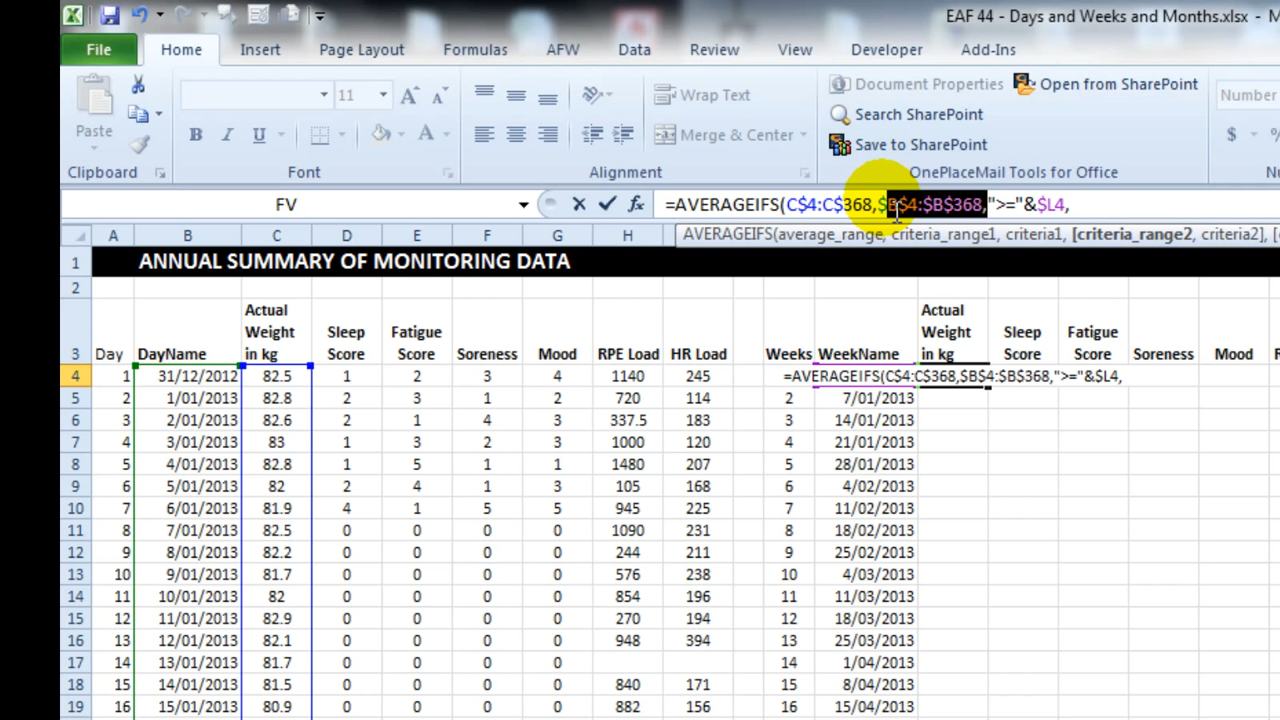 EAF 44 - Days and Weeks and Months.xlsx - M
File Home Insert Page Layout Formulas AFW Data Review View Developer Add-Ins
11 Wrap Text Document Properties Open from SharePoint Number
Paste Search SharePoint
B I U Merge & Center Save to SharePoint $ %
Clipboard Font Alignment OnePlaceMail Tools for Office Nu
FV =AVERAGEIFS(C$4:C$368,$B$4:$B$368,">="&$L4,
AVERAGEIFS(average_range, criteria_range1, criteria1, [criteria_range2, criteria2], [c
A B C D E F G H
1 ANNUAL SUMMARY OF MONITORING DATA
2
3 Day DayName Actual Weight in kg Sleep Score Fatigue Score Soreness Mood RPE Load HR Load Weeks WeekName Actual Weight in kg Sleep Score Fatigue Score Soreness Mood R
4 1 31/12/2012 82.5 1 2 3 4 1140 245 =AVERAGEIFS(C$4:C$368,$B$4:$B$368,">="&$L4,
5 2 1/01/2013 82.8 2 3 1 2 720 114 2 7/01/2013
6 3 2/01/2013 82.6 2 1 4 3 337.5 183 3 14/01/2013
7 4 3/01/2013 83 1 3 2 3 1000 120 4 21/01/2013
8 5 4/01/2013 82.8 1 5 1 1 1480 207 5 28/01/2013
9 6 5/01/2013 82 2 4 1 3 105 168 6 4/02/2013
10 7 6/01/2013 81.9 4 1 5 5 945 225 7 11/02/2013
11 8 7/01/2013 82.5 0 0 0 0 1090 231 8 18/02/2013
12 9 8/01/2013 82.2 0 0 0 0 244 211 9 25/02/2013
13 10 9/01/2013 81.7 0 0 0 0 576 238 10 4/03/2013
14 11 10/01/2013 82 0 0 0 0 854 196 11 11/03/2013
15 12 11/01/2013 82.9 0 0 0 0 270 194 12 18/03/2013
16 13 12/01/2013 82.1 0 0 0 0 948 394 13 25/03/2013
17 14 13/01/2013 81.7 0 0 0 0 14 1/04/2013
18 15 14/01/2013 81.5 0 0 0 0 840 171 15 8/04/2013
19 16 15/01/2013 80.9 0 0 0 0 882 156 16 15/04/2013